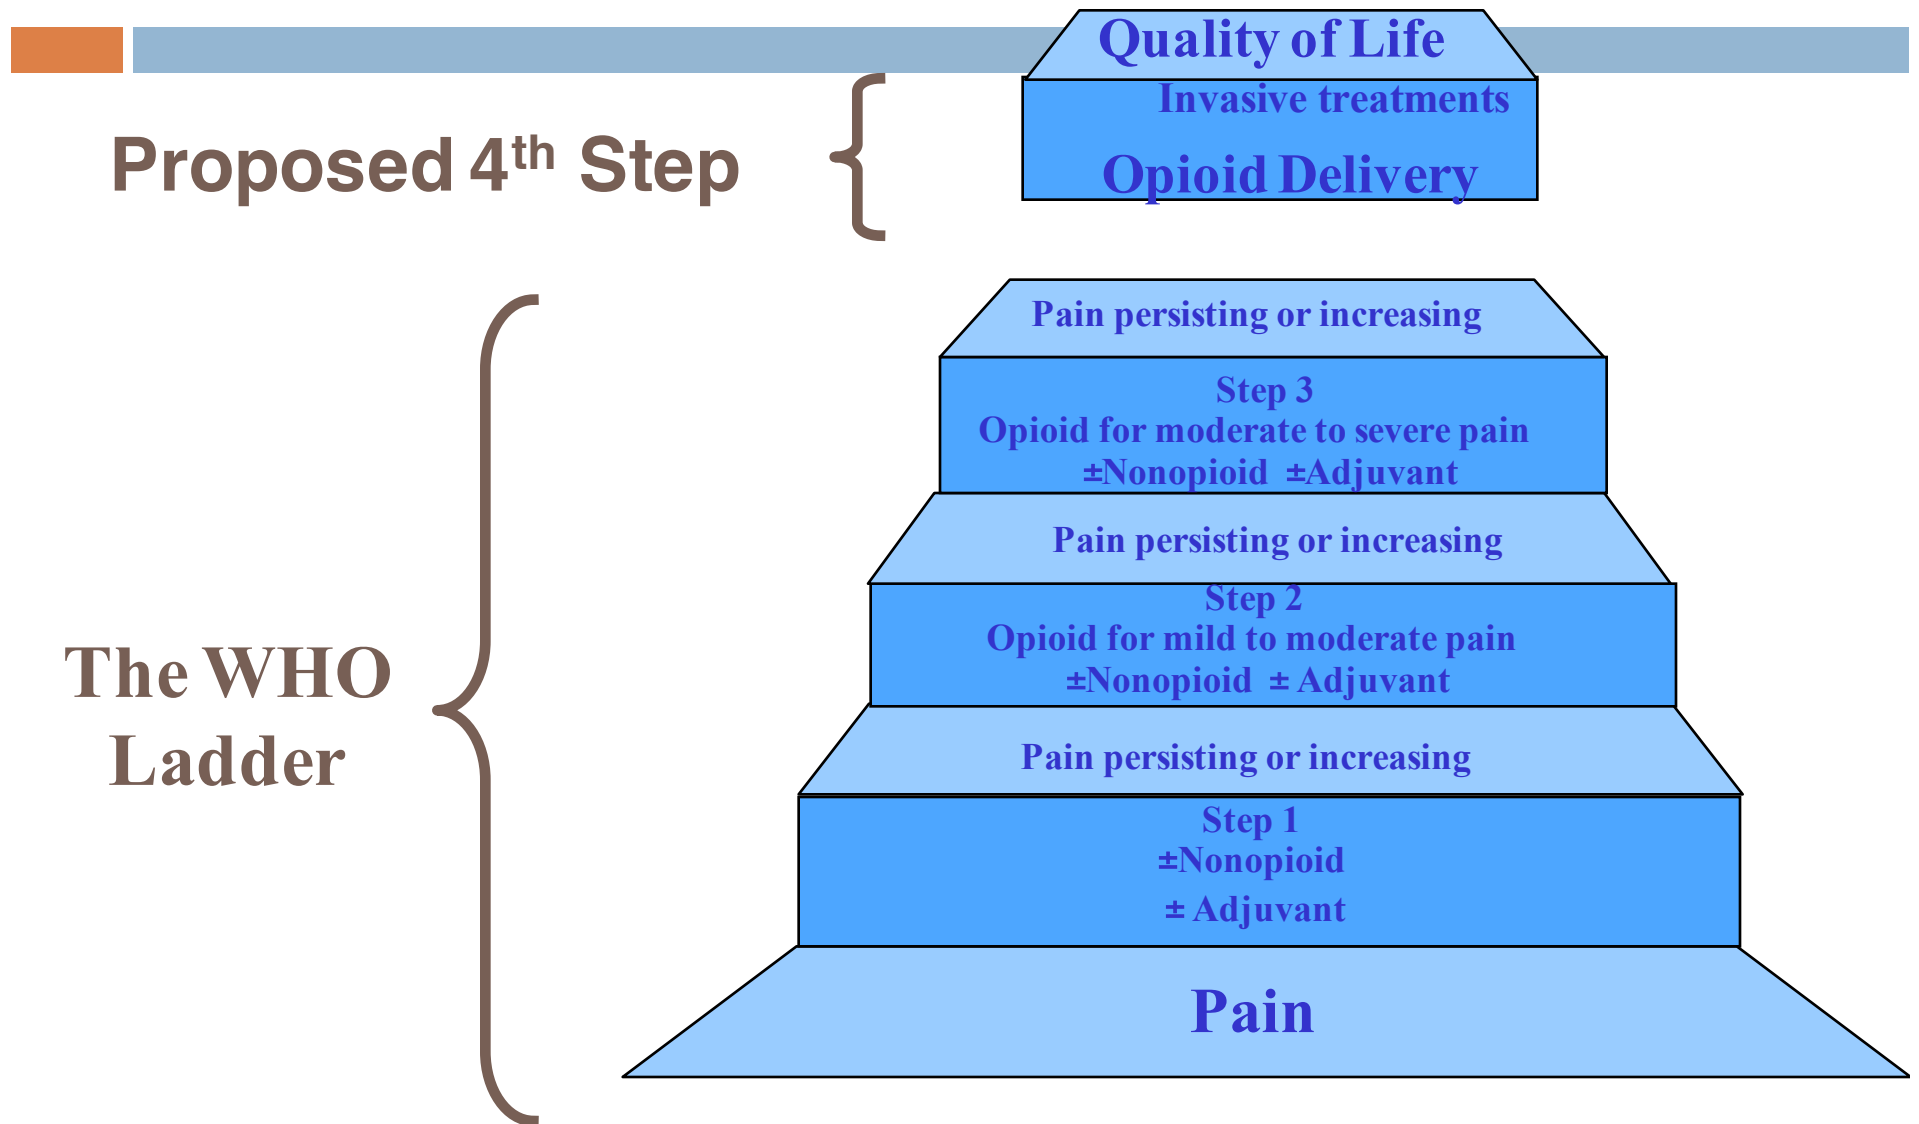 Quality of Life
Invasive treatments
Opioid Delivery
Proposed 4th Step
Pain persisting or increasing
Step 3
Opioid for moderate to severe pain
±Nonopioid ±Adjuvant
Pain persisting or increasing
Step 2
Opioid for mild to moderate pain
±Nonopioid ± Adjuvant
The WHO
Ladder
Pain persisting or increasing
Step 1
±Nonopioid
± Adjuvant
Pain